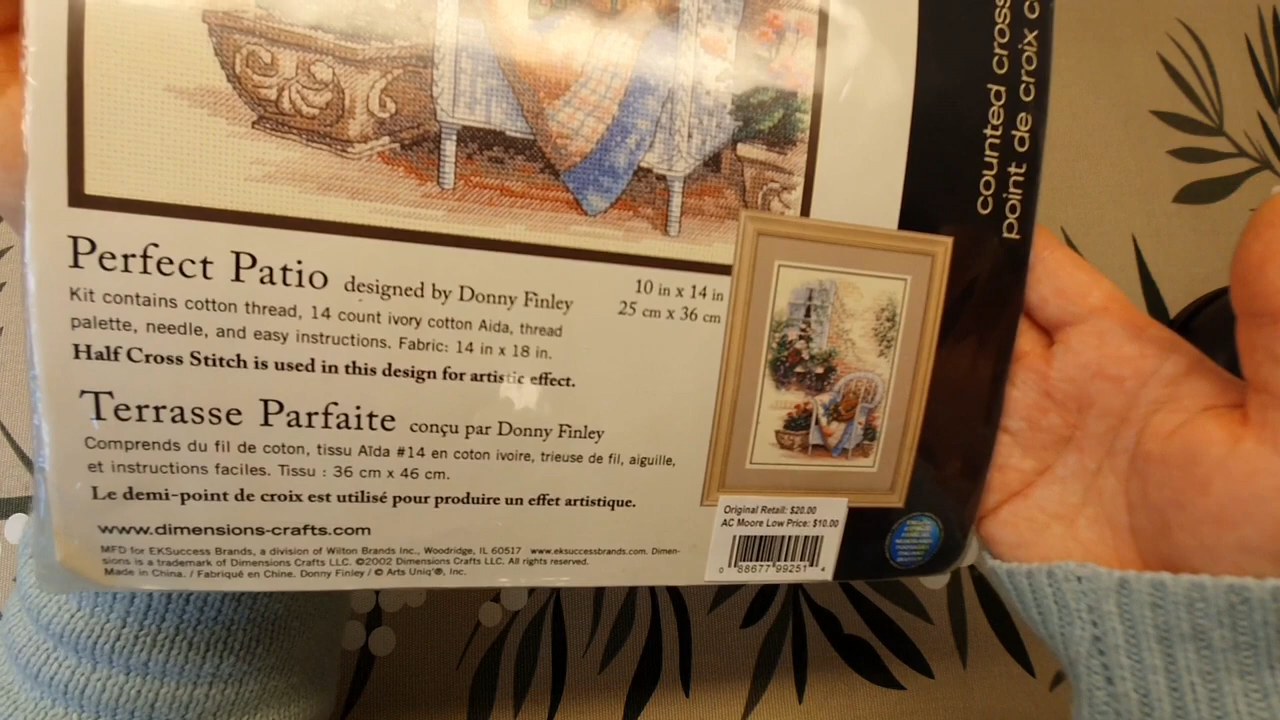 counted cross
point de croix c
Perfect Patio designed by Donny Finley
10 in x 14 in
25 cm x 36 cm
Kit contains cotton thread, 14 count ivory cotton Aida, thread
palette, needle, and easy instructions. Fabric: 14 in x 18 in.
Half Cross Stitch is used in this design for artistic effect.
Terrasse Parfaite conçu par Donny Finley
Comprends du fil de coton, tissu Aïda #14 en coton ivoire, trieuse de fil, aiguille,
et instructions faciles. Tissu : 36 cm x 46 cm.
Le demi-point de croix est utilisé pour produire un effet artistique.
www.dimensions-crafts.com
MFD for EKSuccess Brands, a division of Wilton Brands Inc., Woodridge, IL 60517 www.eksuccessbrands.com. Dimen-
sions is a trademark of Dimensions Crafts LLC. ©2002 Dimensions Crafts LLC. All rights reserved.
Made in China. / Fabriqué en Chine. Donny Finley / © Arts Uniq'®, Inc.
Original Retail: $20.00
AC Moore Low Price: $10.00
0 88677 99251 4